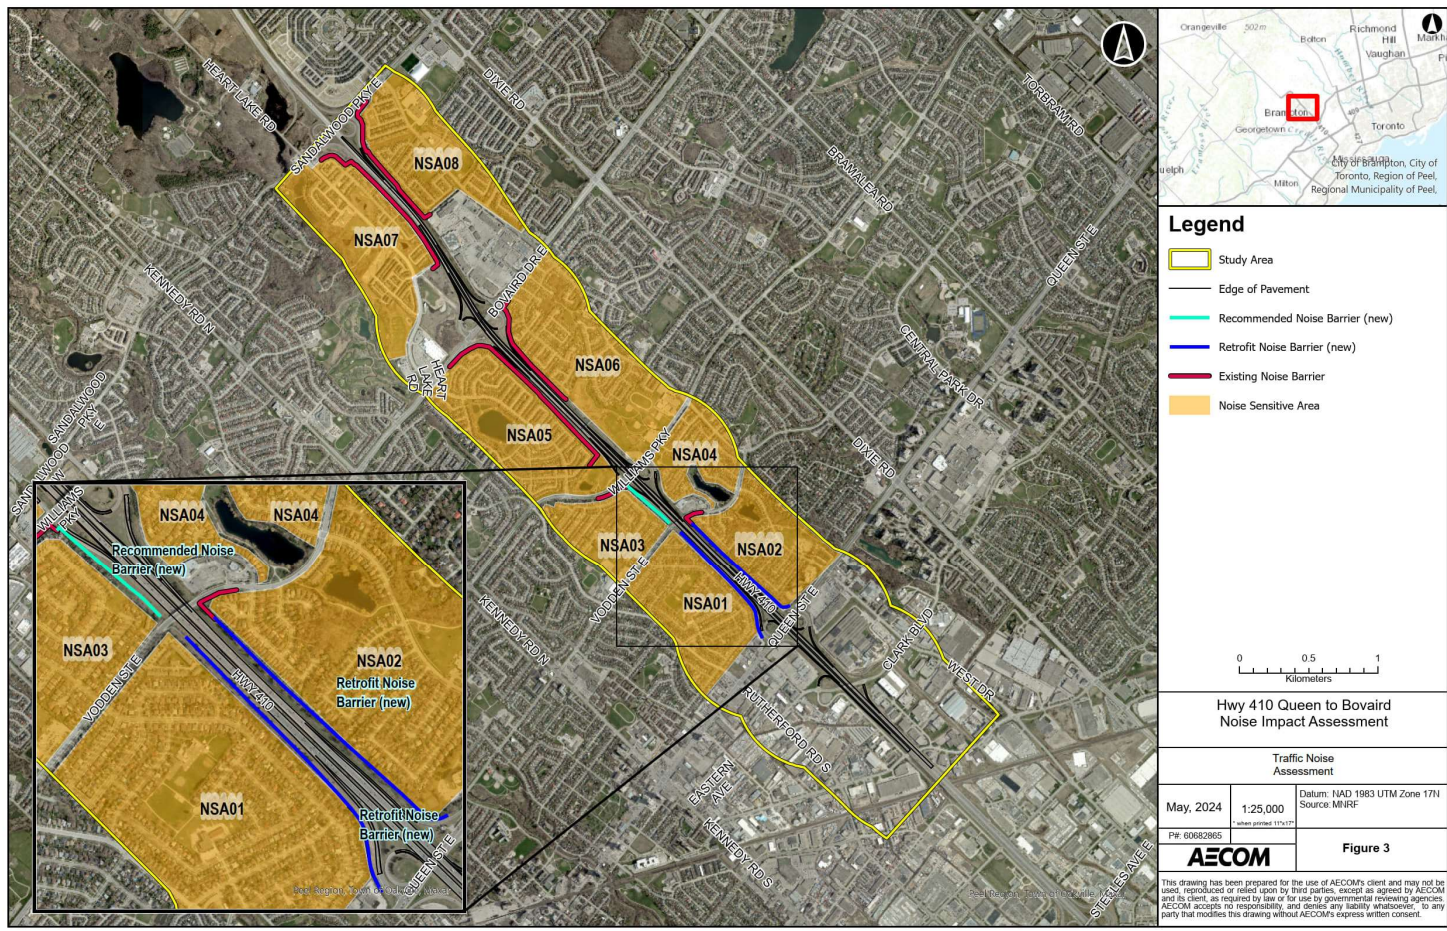 HEART LAKE RD
SANDALWOOD PKY E
DIXIE RD
TORBRAM RD
BRAMALEA RD
QUEEN ST E
KENNEDY RD N
BOVAIRD DR E
CENTRAL PARK DR
HEART
LAKE
RD
SANDALWOOD
PKY E
DIXIE RD
WILLIAMS PKY
VODDEN ST E
HWY 410
QUEEN ST E
KENNEDY RD N
CLARK BLVD
WEST DR
RUTHERFORD RD S
EASTERN
AVE
KENNEDY RD S
STEELES AVE E
NSA08
NSA07
NSA06
NSA05
NSA04
NSA03
NSA02
NSA01
WILLIAMS
PKY
NSA04
NSA04
Recommended Noise
Barrier (new)
NSA03
VODDEN ST E
HWY 410
NSA02
Retrofit Noise
Barrier (new)
NSA01
Retrofit Noise
Barrier (new)
QUEEN ST E
Orangeville
502 m
Bolton
Richmond
Hill
Vaughan
Brampton
Georgetown
Toronto
Mississauga
Milton
City of Brampton, City of
Toronto, Region of Peel,
Regional Municipality of Peel,
Legend
Study Area
Edge of Pavement
Recommended Noise Barrier (new)
Retrofit Noise Barrier (new)
Existing Noise Barrier
Noise Sensitive Area
0 0.5 1
Kilometers
Hwy 410 Queen to Bovaird
Noise Impact Assessment
Traffic Noise
Assessment
May, 2024
1:25,000
* when printed 11"x17"
Datum: NAD 1983 UTM Zone 17N
Source: MNRF
P#: 60682865
AECOM
Figure 3
This drawing has been prepared for the use of AECOM's client and may not be
used, reproduced or relied upon by third parties, except as agreed by AECOM
and its client, as required by law or for use by governmental reviewing agencies.
AECOM accepts no responsibility, and denies any liability whatsoever, to any
party that modifies this drawing without AECOM's express written consent.